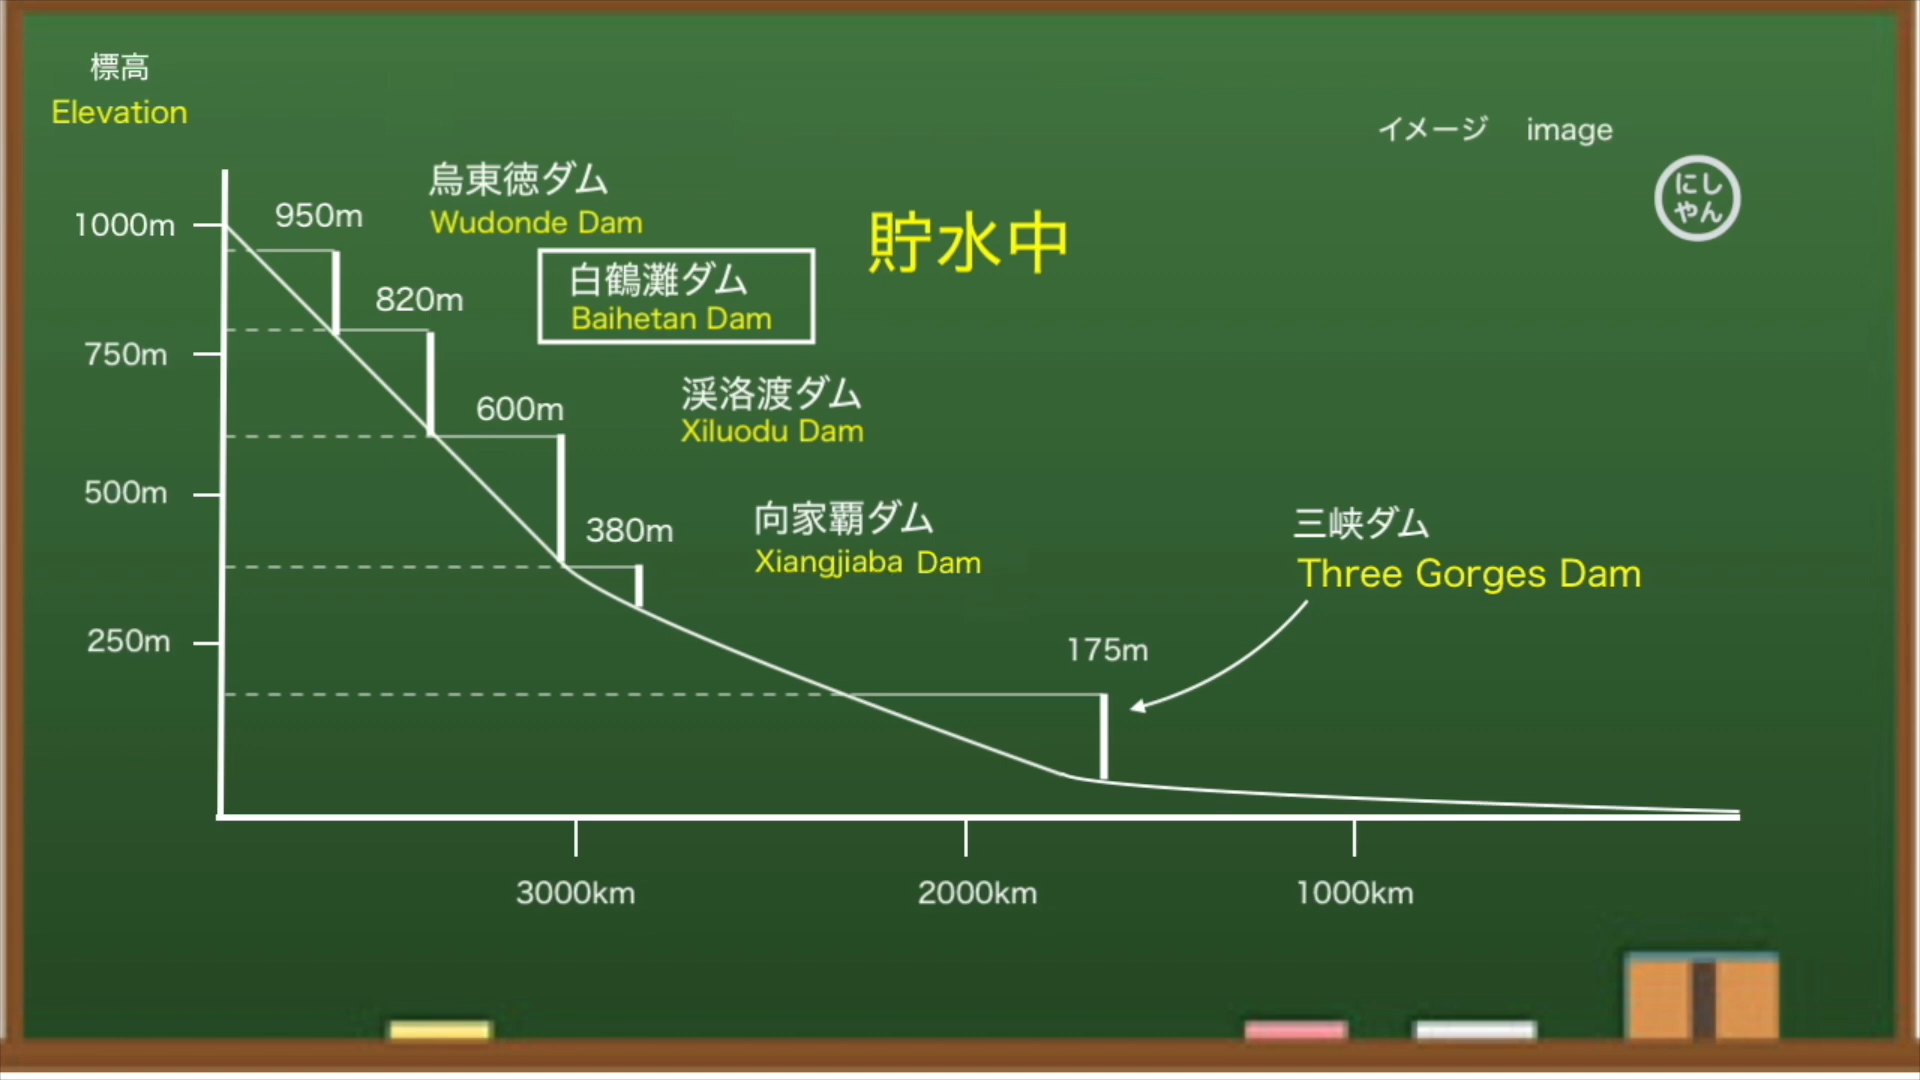 標高
Elevation
イメージ image
にし
やん
烏東徳ダム
Wudonde Dam
950m
1000m
貯水中
白鶴灘ダム
Baihetan Dam
820m
750m
渓洛渡ダム
Xiluodu Dam
600m
500m
向家覇ダム
Xiangjiaba Dam
380m
三峡ダム
Three Gorges Dam
250m
175m
3000km
2000km
1000km